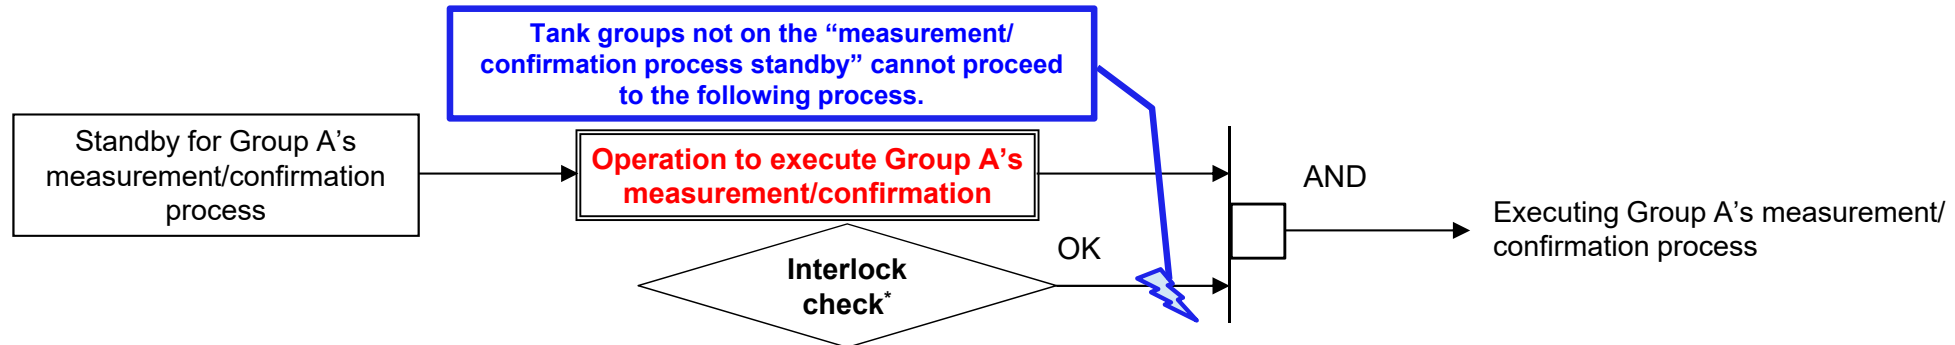 Tank groups not on the “measurement/
confirmation process standby” cannot proceed
to the following process.
Standby for Group A’s
measurement/confirmation
process
Operation to execute Group A’s
measurement/confirmation
Interlock
check*
OK
AND
Executing Group A’s measurement/
confirmation process